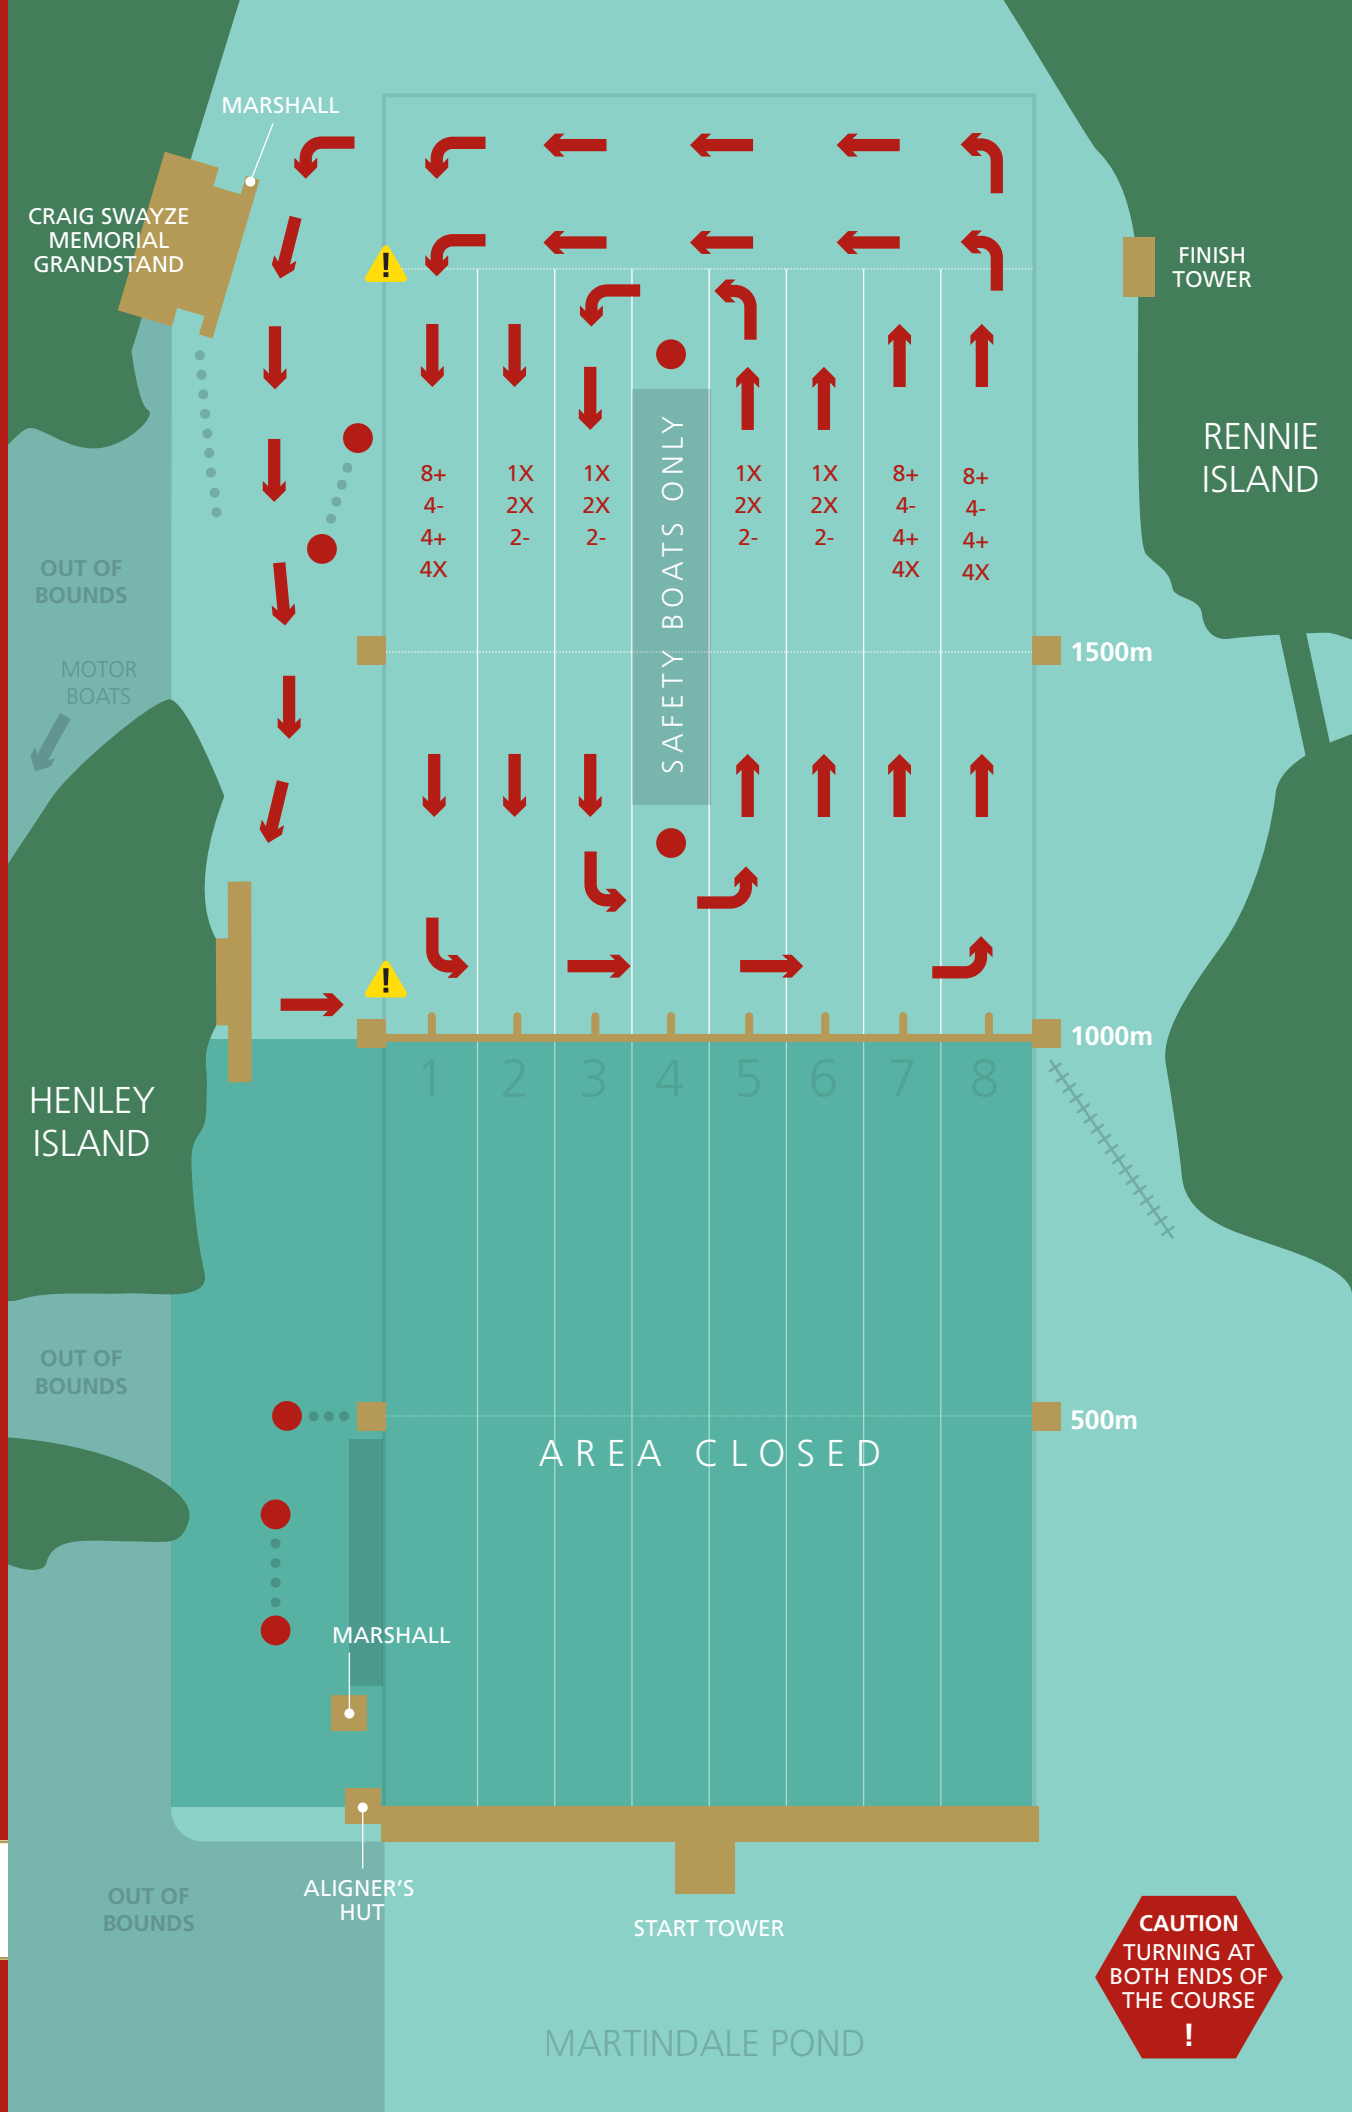 MARSHALL
CRAIG SWAYZE
MEMORIAL
GRANDSTAND
!
FINISH
TOWER
RENNIE
ISLAND
8+
4-
4+
4X
1X
2X
2-
1X
2X
2-
SAFETY BOATS ONLY
1X
2X
2-
1X
2X
2-
8+
4-
4+
4X
8+
4-
4+
4X
OUT OF
BOUNDS
MOTOR
BOATS
1500m
!
1000m
1 2 3 4 5 6 7 8
HENLEY
ISLAND
OUT OF
BOUNDS
500m
AREA CLOSED
MARSHALL
ALIGNER'S
HUT
OUT OF
BOUNDS
START TOWER
MARTINDALE POND
CAUTION
TURNING AT
BOTH ENDS OF
THE COURSE
!